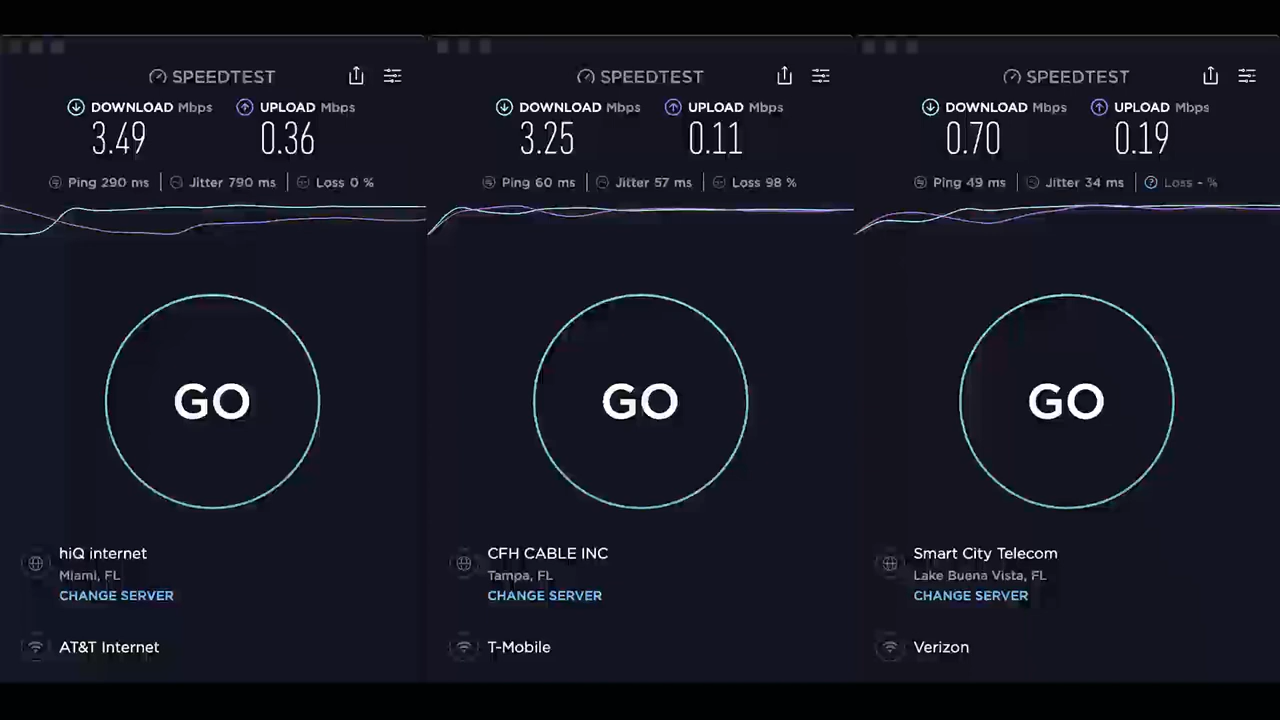 SPEEDTEST
DOWNLOAD Mbps UPLOAD Mbps
3.49 0.36
Ping 290 ms Jitter 790 ms Loss 0 %
GO
hiQ internet
Miami, FL
CHANGE SERVER
AT&T Internet
SPEEDTEST
DOWNLOAD Mbps UPLOAD Mbps
3.25 0.11
Ping 60 ms Jitter 57 ms Loss 98 %
GO
CFH CABLE INC
Tampa, FL
CHANGE SERVER
T-Mobile
SPEEDTEST
DOWNLOAD Mbps UPLOAD Mbps
0.70 0.19
Ping 49 ms Jitter 34 ms Loss - %
GO
Smart City Telecom
Lake Buena Vista, FL
CHANGE SERVER
Verizon